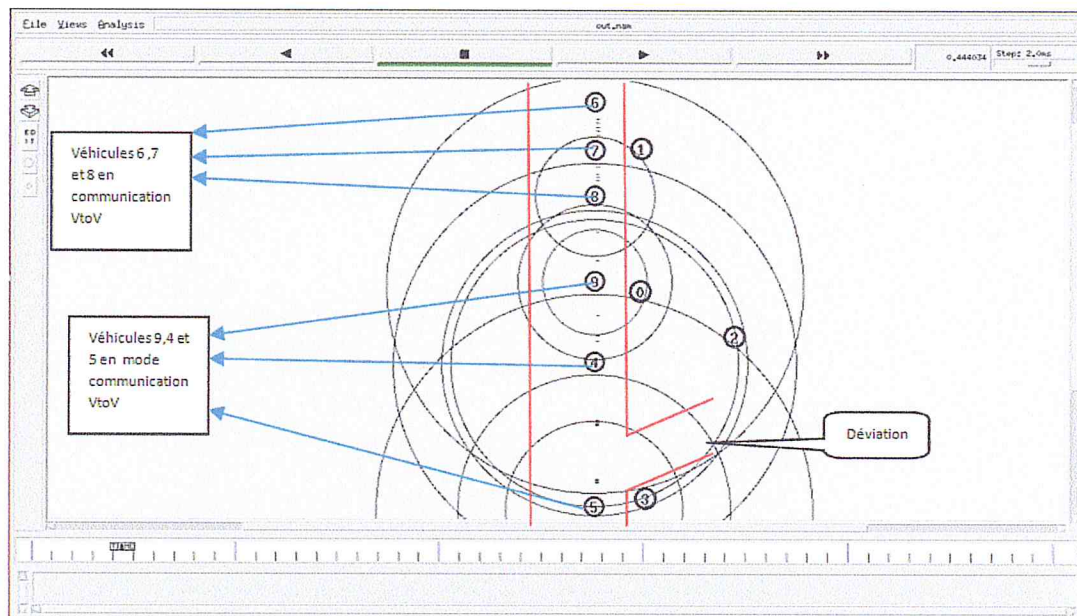 File Views Analysis
out.nam
0.444034
Step: 2.0ms
Véhicules 6,7
et 8 en
communication
VtoV
6
7
1
8
9
0
2
4
5
3
Véhicules 9,4 et
5 en mode
communication
VtoV
Déviation
TIME